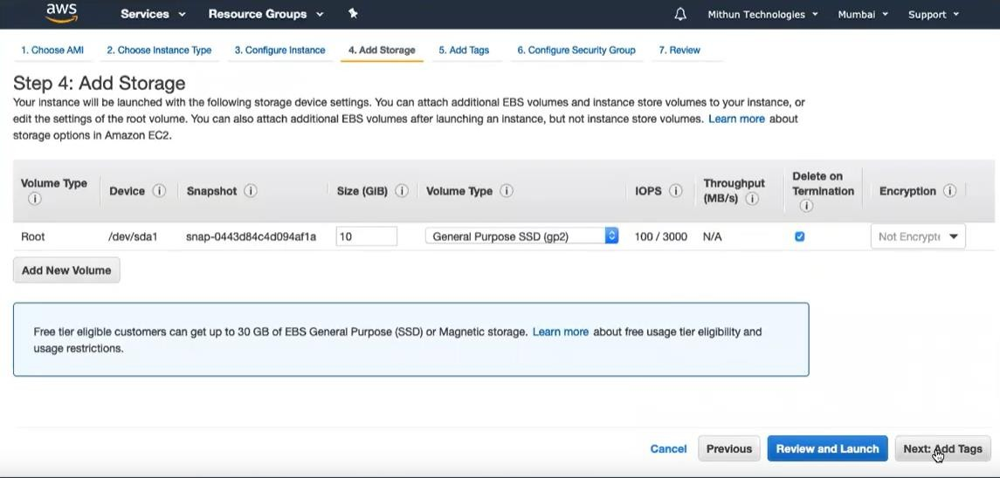 aws Services Resource Groups Mithun Technologies Mumbai Support
1. Choose AMI 2. Choose Instance Type 3. Configure Instance 4. Add Storage 5. Add Tags 6. Configure Security Group 7. Review
Step 4: Add Storage
Your instance will be launched with the following storage device settings. You can attach additional EBS volumes and instance store volumes to your instance, or
edit the settings of the root volume. You can also attach additional EBS volumes after launching an instance, but not instance store volumes. Learn more about
storage options in Amazon EC2.
Volume Type Device Snapshot Size (GiB) Volume Type IOPS Throughput (MB/s) Delete on Termination Encryption
Root /dev/sda1 snap-0443d84c4d094af1a 10 General Purpose SSD (gp2) 100 / 3000 N/A Not Encrypte
Add New Volume
Free tier eligible customers can get up to 30 GB of EBS General Purpose (SSD) or Magnetic storage. Learn more about free usage tier eligibility and
usage restrictions.
Cancel Previous Review and Launch Next: Add Tags